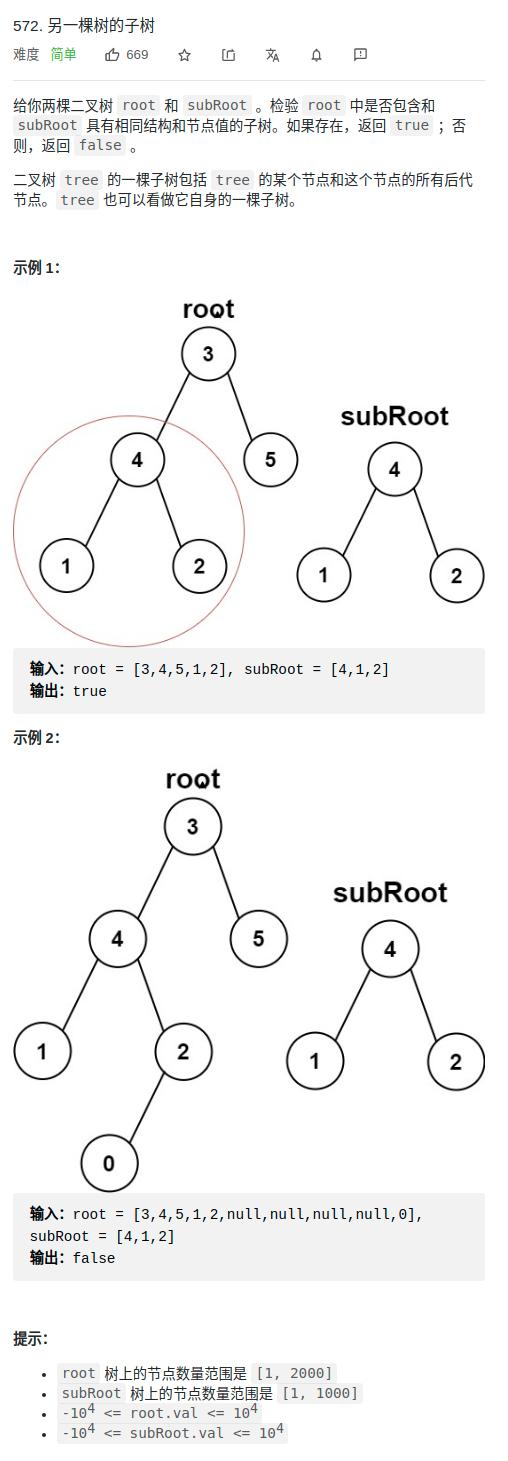 572. 另一棵树的子树
难度 简单 669
给你两棵二叉树 root 和 subRoot 。检验 root 中是否包含和
subRoot 具有相同结构和节点值的子树。如果存在，返回 true ；否
则，返回 false 。
二叉树 tree 的一棵子树包括 tree 的某个节点和这个节点的所有后代
节点。tree 也可以看做它自身的一棵子树。
示例 1：
root
3
subRoot
4
5
4
1
2
1
2
输入：root = [3,4,5,1,2], subRoot = [4,1,2]
输出：true
示例 2：
root
3
subRoot
4
5
4
1
2
1
2
0
输入：root = [3,4,5,1,2,null,null,null,null,0],
subRoot = [4,1,2]
输出：false
提示：
• root 树上的节点数量范围是 [1, 2000]
• subRoot 树上的节点数量范围是 [1, 1000]
• -10⁴ <= root.val <= 10⁴
• -10⁴ <= subRoot.val <= 10⁴